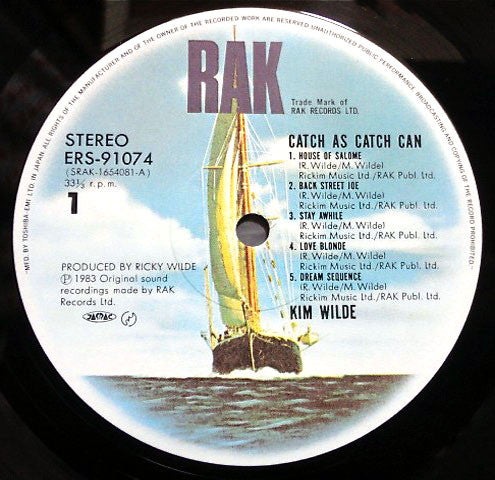 MFD. BY TOSHIBA-EMI LTD. IN JAPAN. ALL RIGHTS OF THE MANUFACTURER AND OF THE OWNER OF THE RECORDED WORK ARE RESERVED. UNAUTHORIZED PUBLIC PERFORMANCE, BROADCASTING AND COPYING OF THE RECORD PROHIBITED.
RAK
Trade Mark of
RAK RECORDS LTD.
STEREO
ERS-91074
(SRAK-1654081-A)
33⅓ r.p.m.
1
CATCH AS CATCH CAN
1. HOUSE OF SALOME
(R.Wilde/M.Wilde)
Rickim Music Ltd./RAK Publ. Ltd.
2. BACK STREET JOE
(R.Wilde/M.Wilde)
Rickim Music Ltd./RAK Publ. Ltd.
3. STAY AWHILE
(R.Wilde/M.Wilde)
Rickim Music Ltd./RAK Publ. Ltd.
4. LOVE BLONDE
(R.Wilde/M.Wilde)
Rickim Music Ltd./RAK Publ. Ltd.
5. DREAM SEQUENCE
(R.Wilde/M.Wilde)
Rickim Music Ltd./RAK Publ. Ltd.
KIM WILDE
PRODUCED BY RICKY WILDE
Ⓟ 1983 Original sound
recordings made by RAK
Records Ltd.